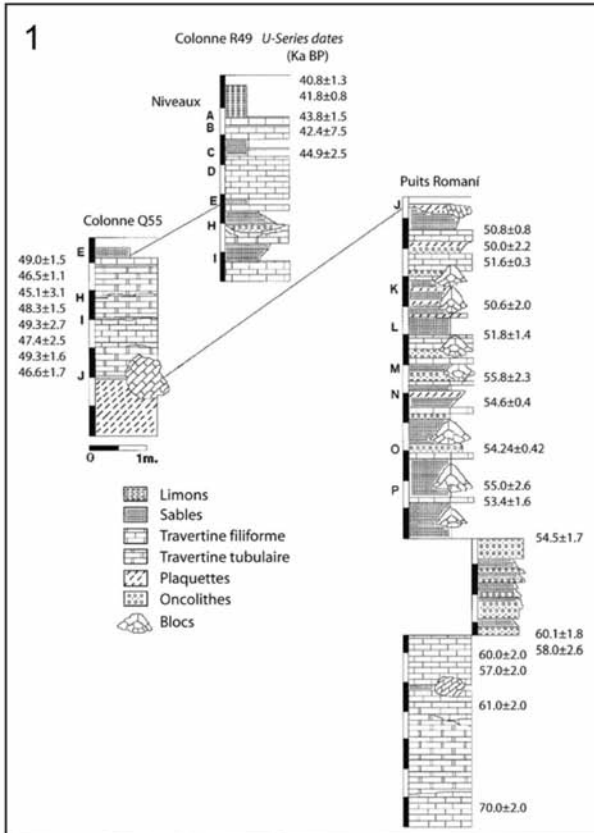 1
Colonne R49 U-Series dates
(Ka BP)
Niveaux
40.8±1.3
41.8±0.8
A
43.8±1.5
B
42.4±7.5
C
44.9±2.5
D
E
H
I
Colonne Q55
E
49.0±1.5
46.5±1.1
45.1±3.1
H
48.3±1.5
I
49.3±2.7
47.4±2.5
49.3±1.6
J
46.6±1.7
0 1m.
Puits Romaní
J
50.8±0.8
50.0±2.2
51.6±0.3
K
50.6±2.0
L
51.8±1.4
M
55.8±2.3
N
54.6±0.4
O
54.24±0.42
P
55.0±2.6
53.4±1.6
54.5±1.7
60.1±1.8
58.0±2.6
60.0±2.0
57.0±2.0
61.0±2.0
70.0±2.0
Limons
Sables
Travertine filiforme
Travertine tubulaire
Plaquettes
Oncolithes
Blocs